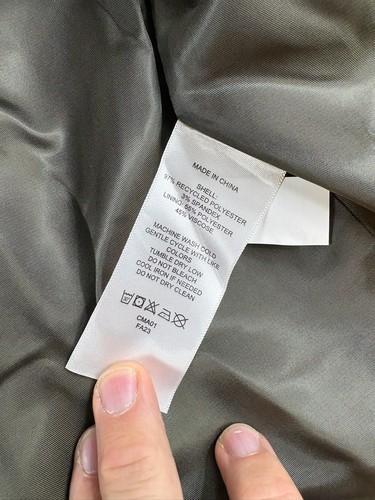 MADE IN CHINA
SHELL:
97% RECYCLED POLYESTER
3% SPANDEX
LINING: 55% POLYESTER
45% VISCOSE
MACHINE WASH COLD
GENTLE CYCLE WITH LIKE
COLORS
TUMBLE DRY LOW
DO NOT BLEACH
COOL IRON IF NEEDED
DO NOT DRY CLEAN
CMA01
FA23